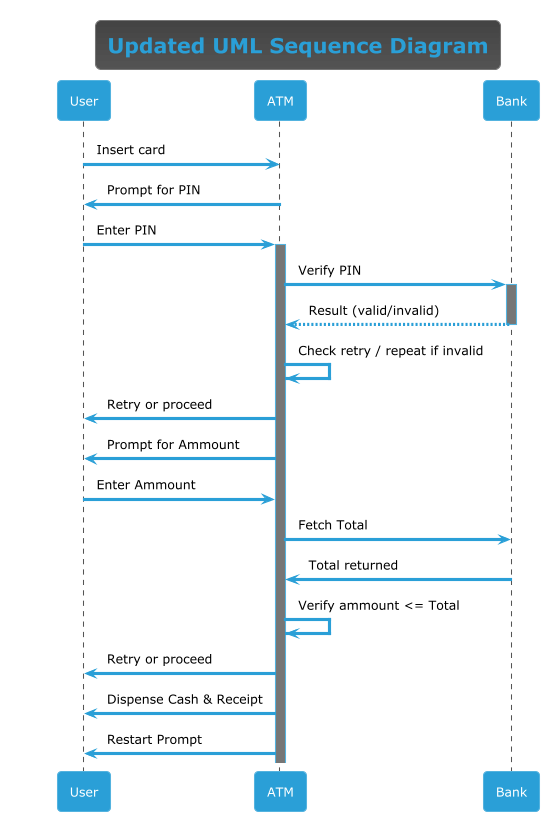 Updated UML Sequence Diagram
User
ATM
Bank
Insert card
Prompt for PIN
Enter PIN
Verify PIN
Result (valid/invalid)
Check retry / repeat if invalid
Retry or proceed
Prompt for Ammount
Enter Ammount
Fetch Total
Total returned
Verify ammount <= Total
Retry or proceed
Dispense Cash & Receipt
Restart Prompt
User
ATM
Bank